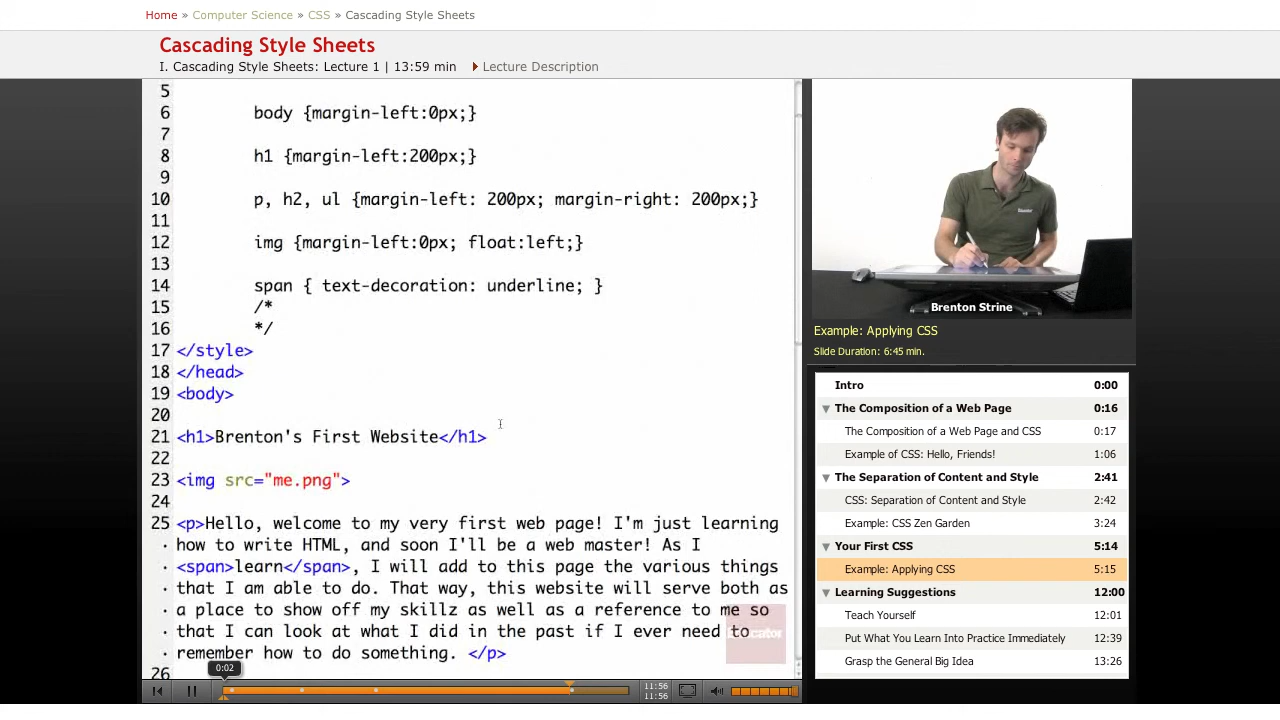 Home » Computer Science » CSS » Cascading Style Sheets
Cascading Style Sheets
I. Cascading Style Sheets: Lecture 1 | 13:59 min Lecture Description
5
6 body {margin-left:0px;}
7
8 h1 {margin-left:200px;}
9
10 p, h2, ul {margin-left: 200px; margin-right: 200px;}
11
12 img {margin-left:0px; float:left;}
13
14 span { text-decoration: underline; }
15 /*
16 */
17 </style>
18 </head>
19 <body>
20
21 <h1>Brenton's First Website</h1>
22
23 <img src="me.png">
24
25 <p>Hello, welcome to my very first web page! I'm just learning
how to write HTML, and soon I'll be a web master! As I
<span>learn</span>, I will add to this page the various things
that I am able to do. That way, this website will serve both as
a place to show off my skillz as well as a reference to me so
that I can look at what I did in the past if I ever need to
remember how to do something. </p>
26
educator
0:02
11:56
11:56
Brenton Strine
Example: Applying CSS
Slide Duration: 6:45 min.
Intro 0:00
The Composition of a Web Page 0:16
The Composition of a Web Page and CSS 0:17
Example of CSS: Hello, Friends! 1:06
The Separation of Content and Style 2:41
CSS: Separation of Content and Style 2:42
Example: CSS Zen Garden 3:24
Your First CSS 5:14
Example: Applying CSS 5:15
Learning Suggestions 12:00
Teach Yourself 12:01
Put What You Learn Into Practice Immediately 12:39
Grasp the General Big Idea 13:26